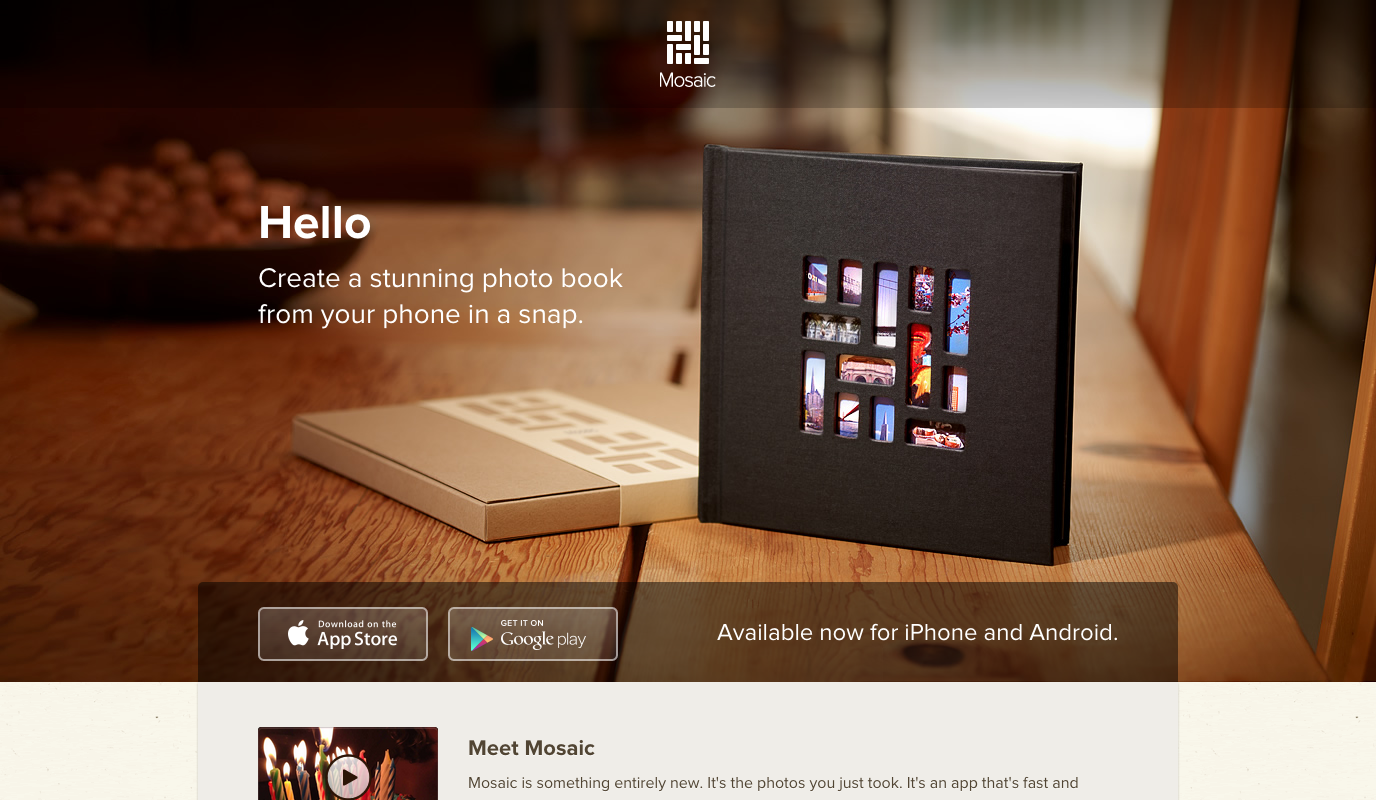 Mosaic
Hello
Create a stunning photo book
from your phone in a snap.
Download on the
App Store
GET IT ON
Google play
Available now for iPhone and Android.
Meet Mosaic
Mosaic is something entirely new. It's the photos you just took. It's an app that's fast and